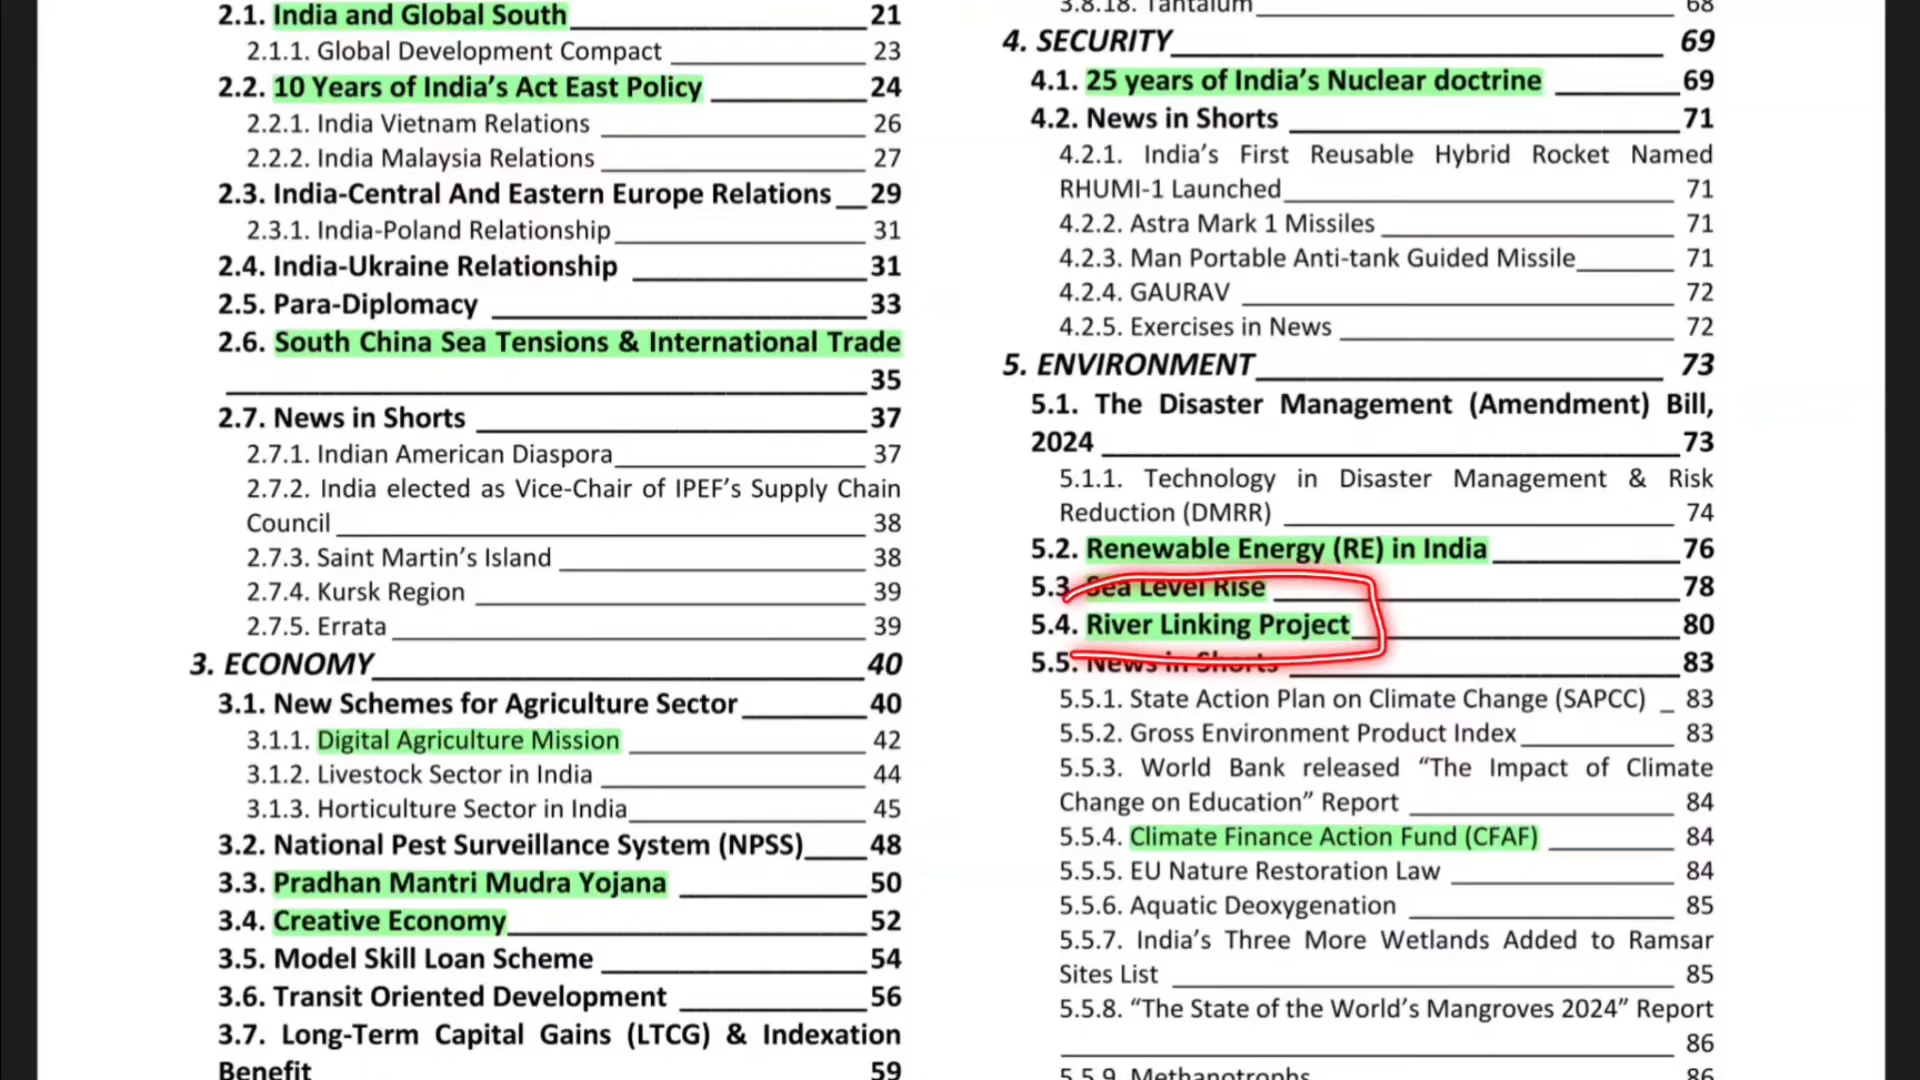 2.1. India and Global South 21
2.1.1. Global Development Compact 23
2.2. 10 Years of India’s Act East Policy 24
2.2.1. India Vietnam Relations 26
2.2.2. India Malaysia Relations 27
2.3. India-Central And Eastern Europe Relations 29
2.3.1. India-Poland Relationship 31
2.4. India-Ukraine Relationship 31
2.5. Para-Diplomacy 33
2.6. South China Sea Tensions & International Trade
35
2.7. News in Shorts 37
2.7.1. Indian American Diaspora 37
2.7.2. India elected as Vice-Chair of IPEF’s Supply Chain
Council 38
2.7.3. Saint Martin’s Island 38
2.7.4. Kursk Region 39
2.7.5. Errata 39
3. ECONOMY 40
3.1. New Schemes for Agriculture Sector 40
3.1.1. Digital Agriculture Mission 42
3.1.2. Livestock Sector in India 44
3.1.3. Horticulture Sector in India 45
3.2. National Pest Surveillance System (NPSS) 48
3.3. Pradhan Mantri Mudra Yojana 50
3.4. Creative Economy 52
3.5. Model Skill Loan Scheme 54
3.6. Transit Oriented Development 56
3.7. Long-Term Capital Gains (LTCG) & Indexation
Benefit 59
3.8.18. Tantalum 68
4. SECURITY 69
4.1. 25 years of India’s Nuclear doctrine 69
4.2. News in Shorts 71
4.2.1. India’s First Reusable Hybrid Rocket Named
RHUMI-1 Launched 71
4.2.2. Astra Mark 1 Missiles 71
4.2.3. Man Portable Anti-tank Guided Missile 71
4.2.4. GAURAV 72
4.2.5. Exercises in News 72
5. ENVIRONMENT 73
5.1. The Disaster Management (Amendment) Bill,
2024 73
5.1.1. Technology in Disaster Management & Risk
Reduction (DMRR) 74
5.2. Renewable Energy (RE) in India 76
5.3. Sea Level Rise 78
5.4. River Linking Project 80
5.5. News in Shorts 83
5.5.1. State Action Plan on Climate Change (SAPCC) 83
5.5.2. Gross Environment Product Index 83
5.5.3. World Bank released “The Impact of Climate
Change on Education” Report 84
5.5.4. Climate Finance Action Fund (CFAF) 84
5.5.5. EU Nature Restoration Law 84
5.5.6. Aquatic Deoxygenation 85
5.5.7. India’s Three More Wetlands Added to Ramsar
Sites List 85
5.5.8. “The State of the World’s Mangroves 2024” Report
86
5.5.9. Methanotrophs 86